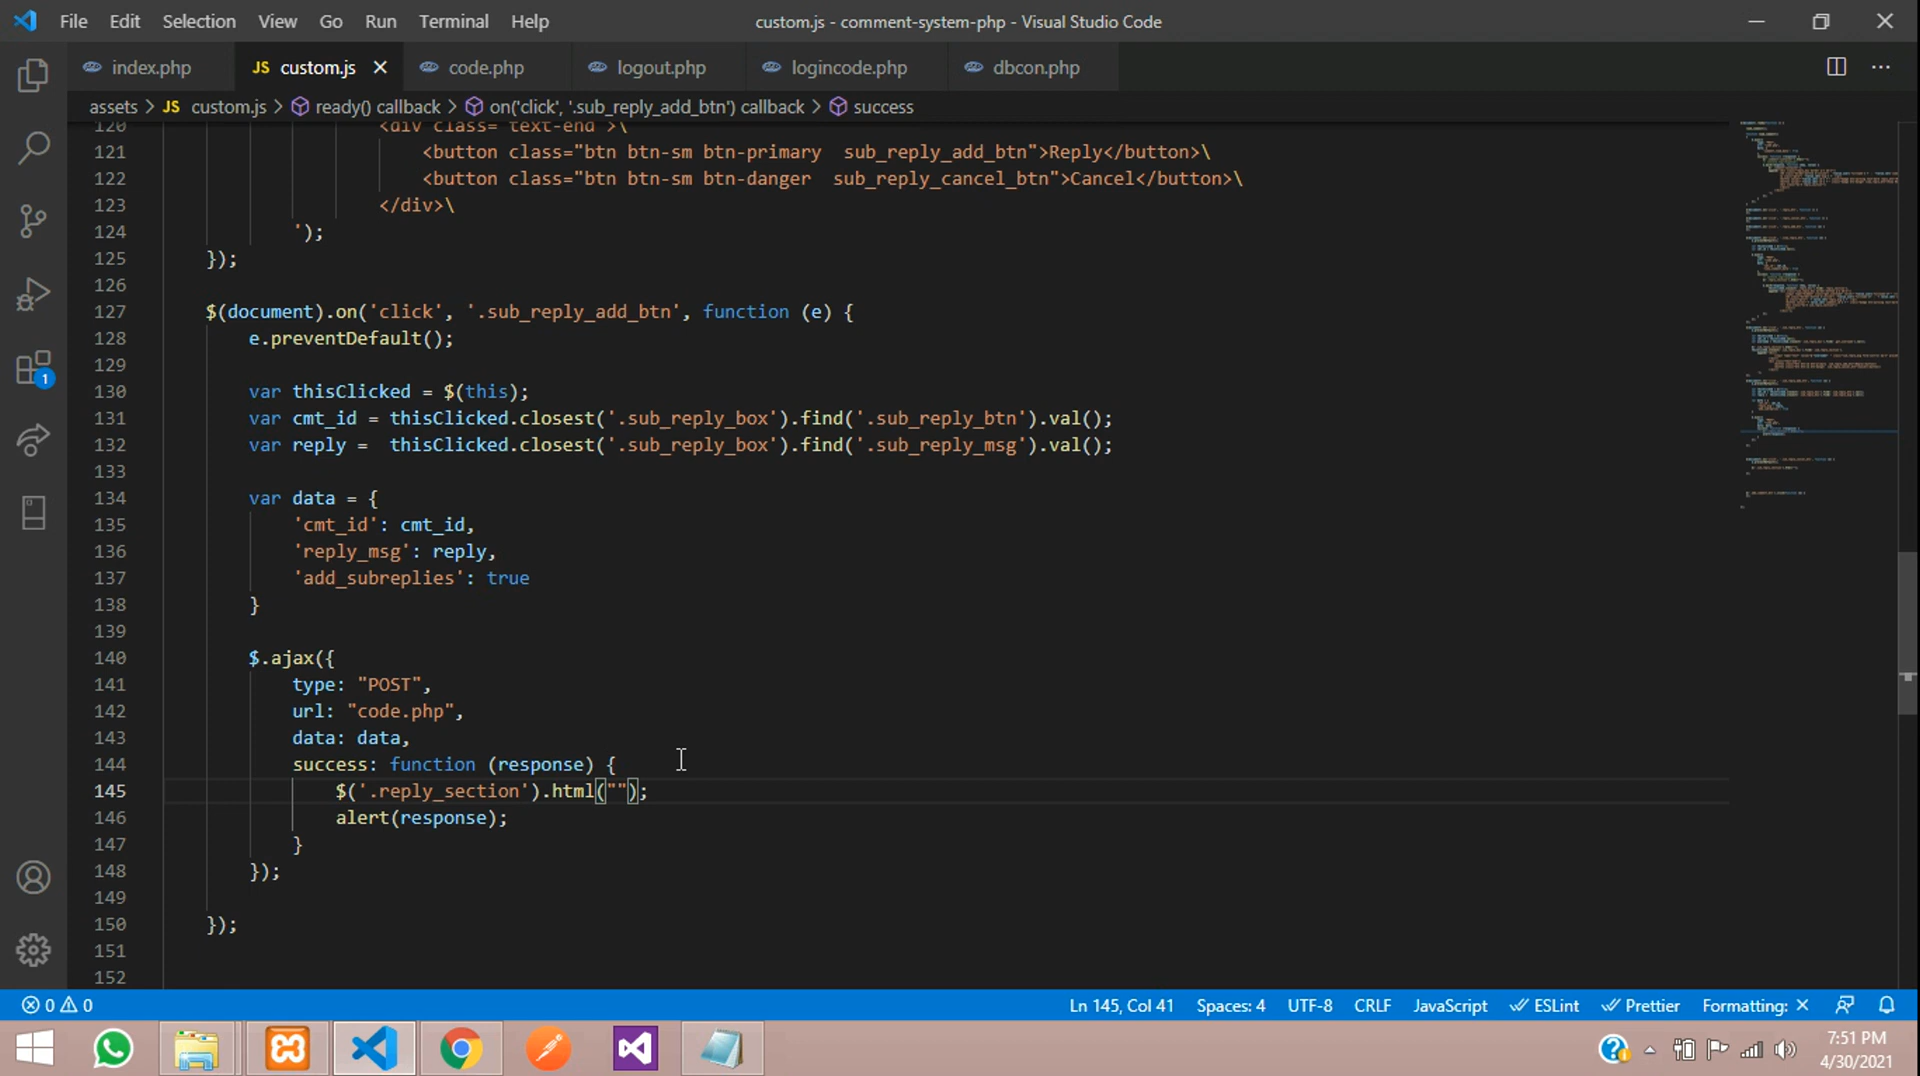 File Edit Selection View Go Run Terminal Help custom.js - comment-system-php - Visual Studio Code
index.php JS custom.js code.php logout.php logincode.php dbcon.php
assets > JS custom.js > ready() callback > on('click', '.sub_reply_add_btn') callback > success
120 <div class="text-end">\
121 <button class="btn btn-sm btn-primary  sub_reply_add_btn">Reply</button>\
122 <button class="btn btn-sm btn-danger  sub_reply_cancel_btn">Cancel</button>\
123 </div>\
124 ');
125 });
126
127 $(document).on('click', '.sub_reply_add_btn', function (e) {
128 e.preventDefault();
129
130 var thisClicked = $(this);
131 var cmt_id = thisClicked.closest('.sub_reply_box').find('.sub_reply_btn').val();
132 var reply =  thisClicked.closest('.sub_reply_box').find('.sub_reply_msg').val();
133
134 var data = {
135 'cmt_id': cmt_id,
136 'reply_msg': reply,
137 'add_subreplies': true
138 }
139
140 $.ajax({
141 type: "POST",
142 url: "code.php",
143 data: data,
144 success: function (response) {
145 $('.reply_section').html("");
146 alert(response);
147 }
148 });
149
150 });
151
152
1
0 0 Ln 145, Col 41 Spaces: 4 UTF-8 CRLF JavaScript ESLint Prettier Formatting: ×
7:51 PM
4/30/2021